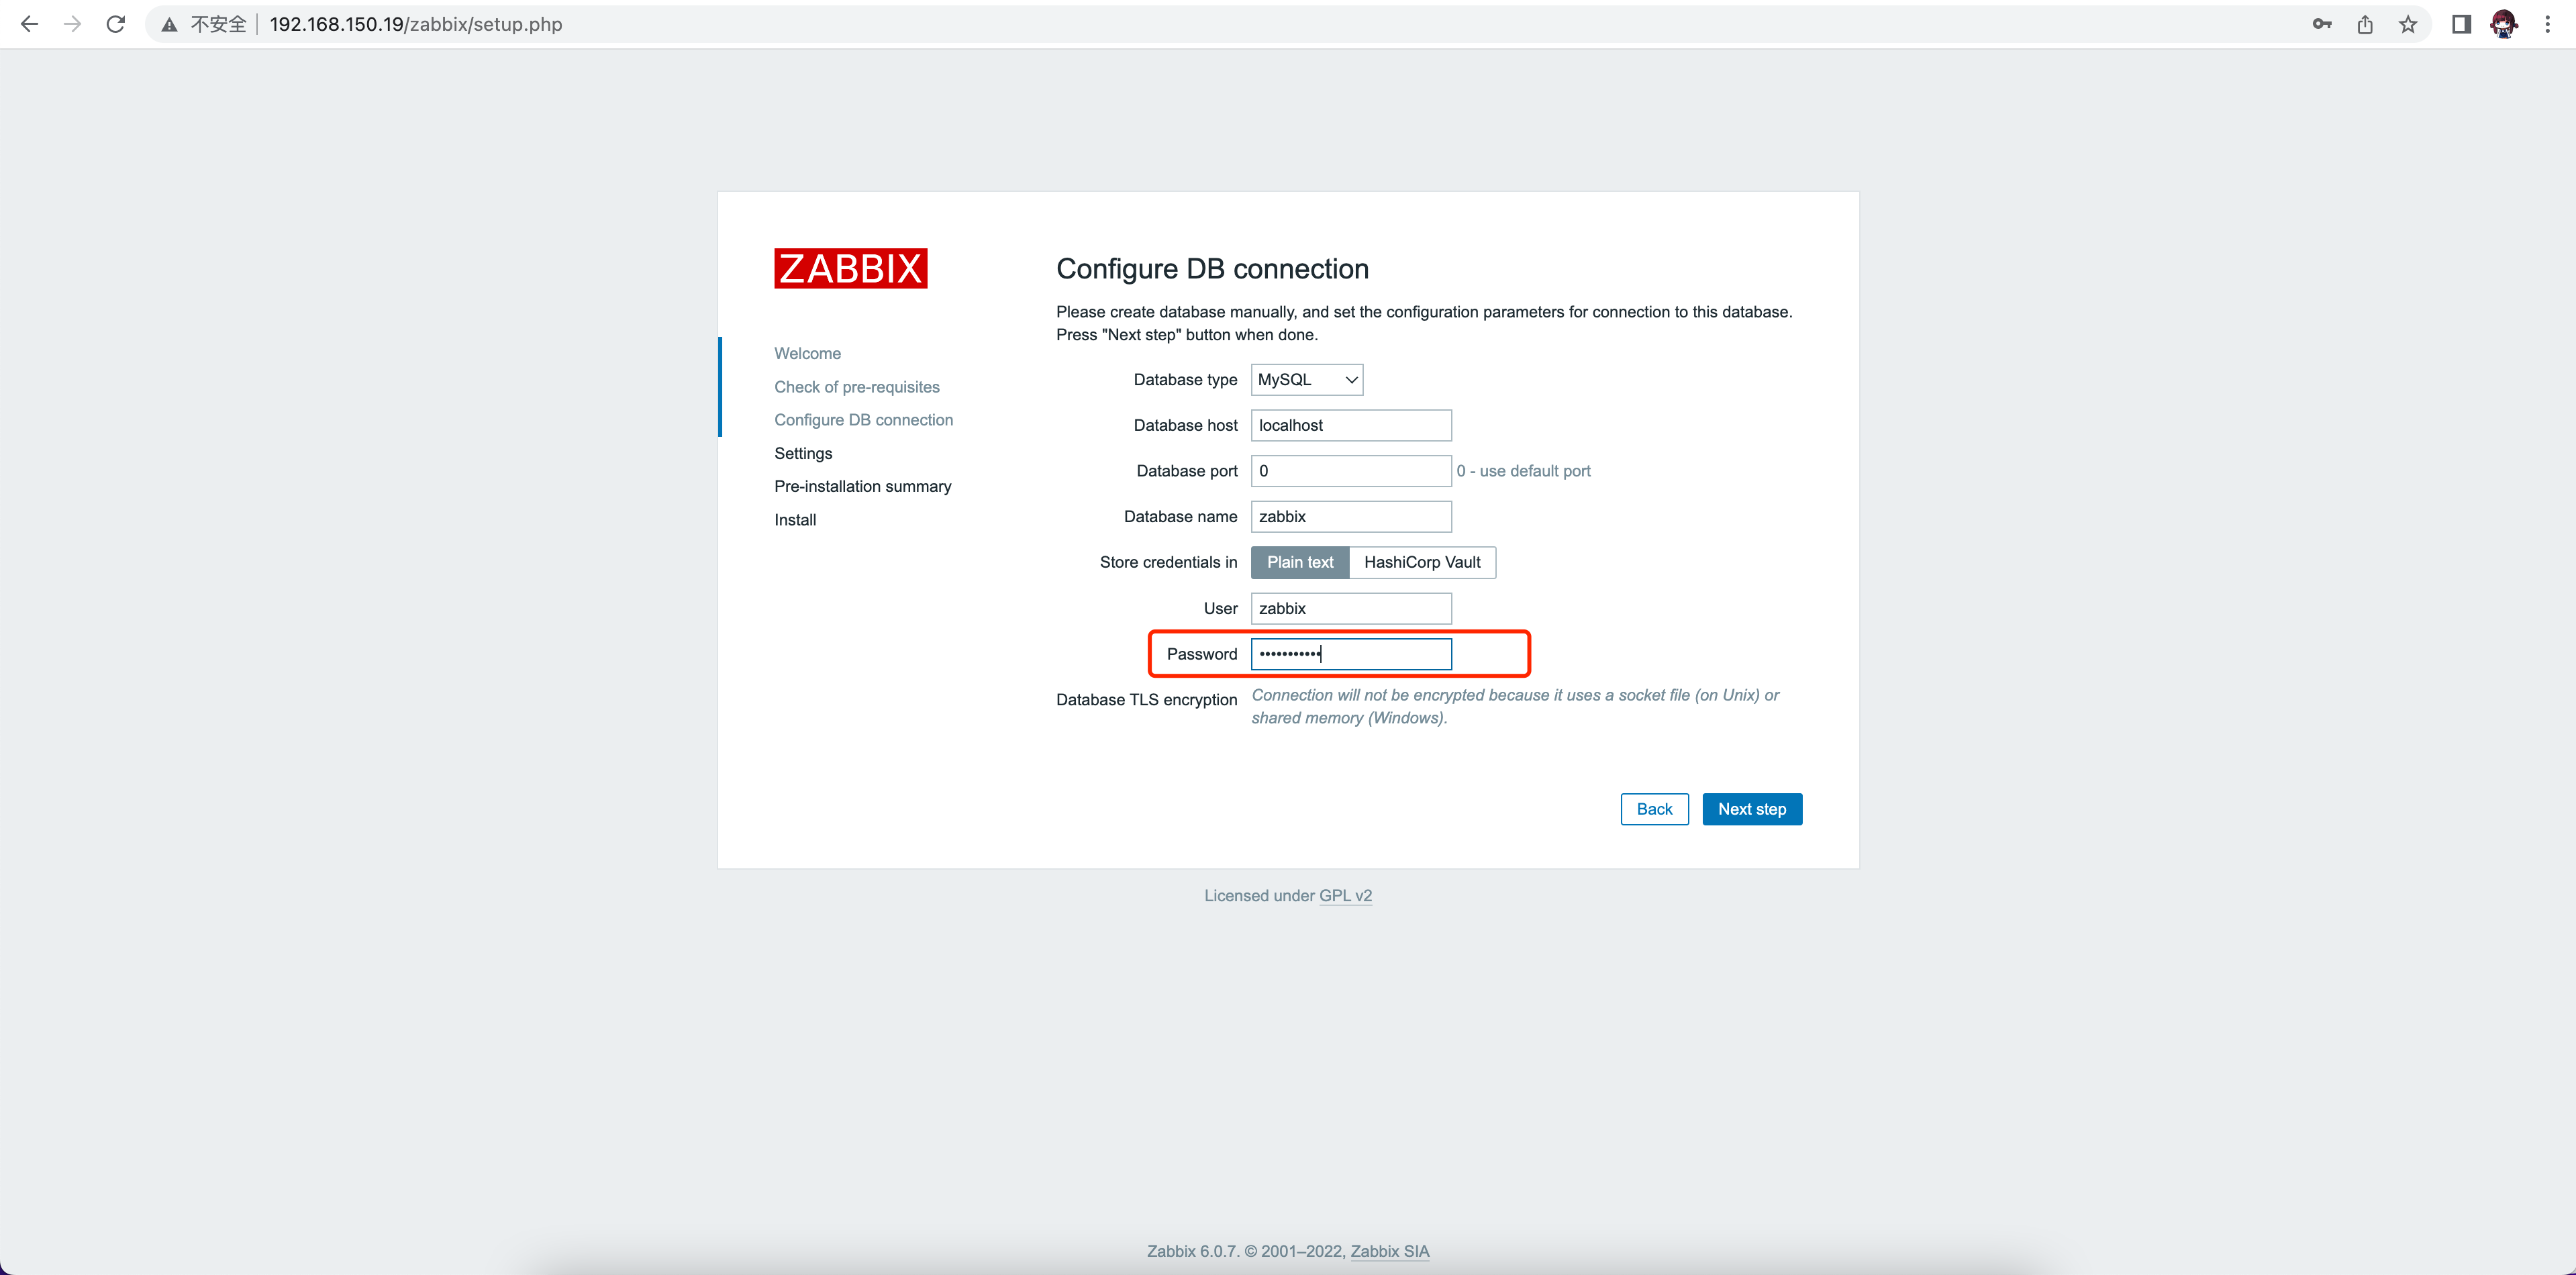 不安全 192.168.150.19/zabbix/setup.php
ZABBIX
Welcome
Check of pre-requisites
Configure DB connection
Settings
Pre-installation summary
Install
Configure DB connection
Please create database manually, and set the configuration parameters for connection to this database.
Press "Next step" button when done.
Database type MySQL
Database host localhost
Database port 0 0 - use default port
Database name zabbix
Store credentials in Plain text HashiCorp Vault
User zabbix
Password •••••••••••
Database TLS encryption Connection will not be encrypted because it uses a socket file (on Unix) or
shared memory (Windows).
Back Next step
Licensed under GPL v2
Zabbix 6.0.7. © 2001–2022, Zabbix SIA